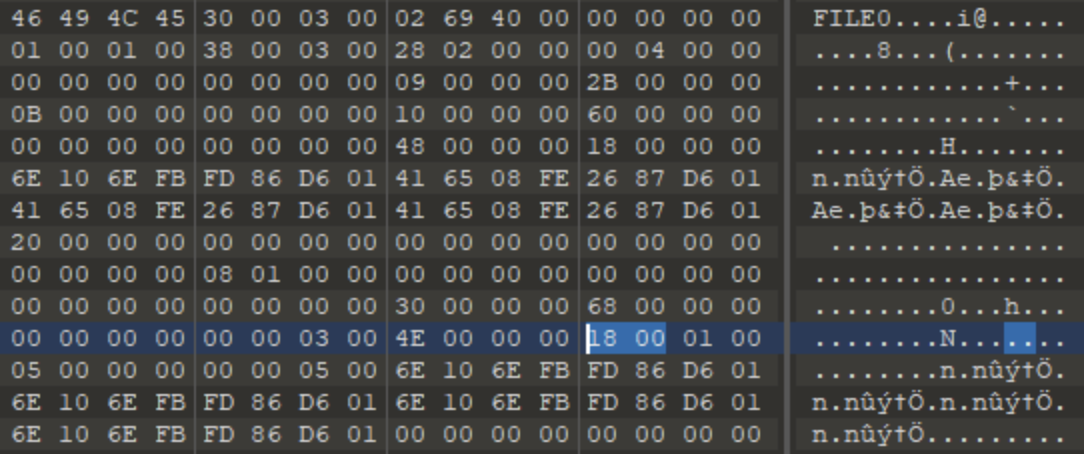 46 49 4C 45 30 00 03 00 02 69 40 00 00 00 00 00 FILE0....i@.....
01 00 01 00 38 00 03 00 28 02 00 00 00 04 00 00 ....8...(.......
00 00 00 00 00 00 00 00 09 00 00 00 2B 00 00 00 ............+...
0B 00 00 00 00 00 00 00 10 00 00 00 60 00 00 00 ............`...
00 00 00 00 00 00 00 00 48 00 00 00 18 00 00 00 ........H.......
6E 10 6E FB FD 86 D6 01 41 65 08 FE 26 87 D6 01 n.nûý†Ö.Ae.þ&‡Ö.
41 65 08 FE 26 87 D6 01 41 65 08 FE 26 87 D6 01 Ae.þ&‡Ö.Ae.þ&‡Ö.
20 00 00 00 00 00 00 00 00 00 00 00 00 00 00 00  ...............
00 00 00 00 08 01 00 00 00 00 00 00 00 00 00 00 ................
00 00 00 00 00 00 00 00 30 00 00 00 68 00 00 00 ........0...h...
00 00 00 00 00 00 03 00 4E 00 00 00 18 00 01 00 ........N.......
05 00 00 00 00 00 05 00 6E 10 6E FB FD 86 D6 01 ........n.nûý†Ö.
6E 10 6E FB FD 86 D6 01 6E 10 6E FB FD 86 D6 01 n.nûý†Ö.n.nûý†Ö.
6E 10 6E FB FD 86 D6 01 00 00 00 00 00 00 00 00 n.nûý†Ö.........